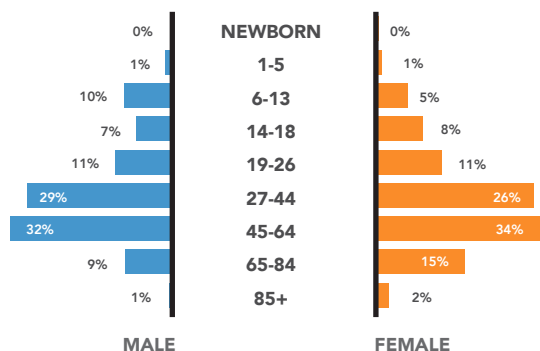 0% NEWBORN 0%
1% 1-5 1%
10% 6-13 5%
7% 14-18 8%
11% 19-26 11%
29% 27-44 26%
32% 45-64 34%
9% 65-84 15%
1% 85+ 2%
MALE FEMALE